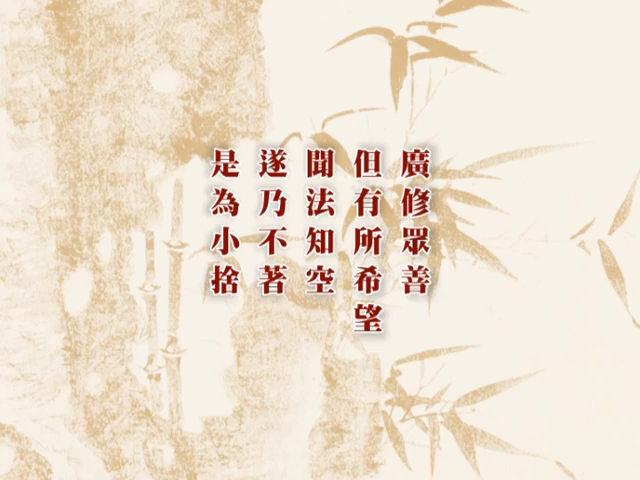 廣修眾善
但有所希望
聞法知空
遂乃不著
是為小捨